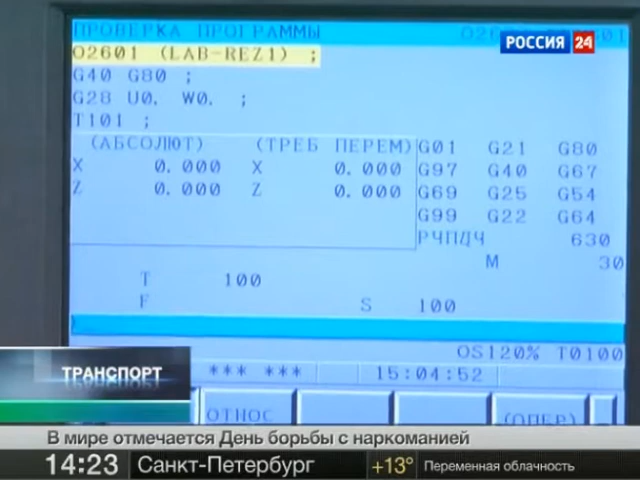 ПРОВЕРКА ПРОГРАММЫ
РОССИЯ 24
O2601 (LAB-REZ1) ;
G40 G80 ;
G28 U0. W0. ;
T101 ;
(АБСОЛЮТ) (ТРЕБ ПЕРЕМ) G01 G21 G80
X 0.000 X 0.000 G97 G40 G67
Z 0.000 Z 0.000 G69 G25 G54
G99 G22 G64
РЧПДЧ 630
M 30
T 100
F S 100
OS120% T0100
ТРАНСПОРТ
*** *** 15:04:52
ОТНОС (ОПЕР)
В мире отмечается День борьбы с наркоманией
14:23 Санкт-Петербург +13° Переменная облачность